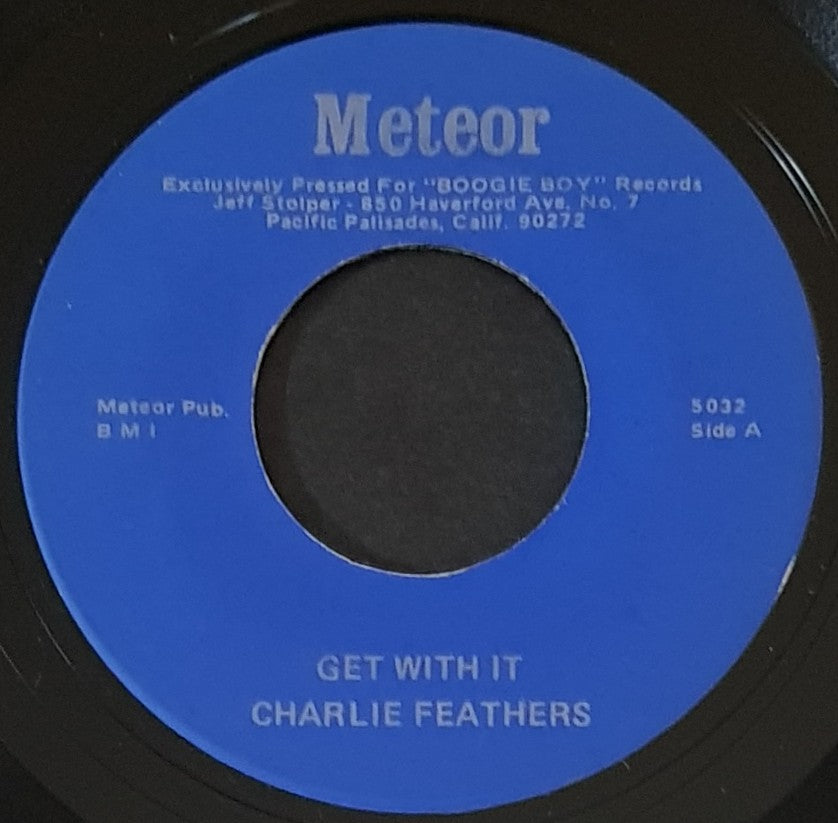 Meteor
Exclusively Pressed For "BOOGIE BOY" Records
Jeff Stolper - 850 Haverford Ave. No. 7
Pacific Palisades, Calif. 90272
Meteor Pub.
B M I
5032
Side A
GET WITH IT
CHARLIE FEATHERS